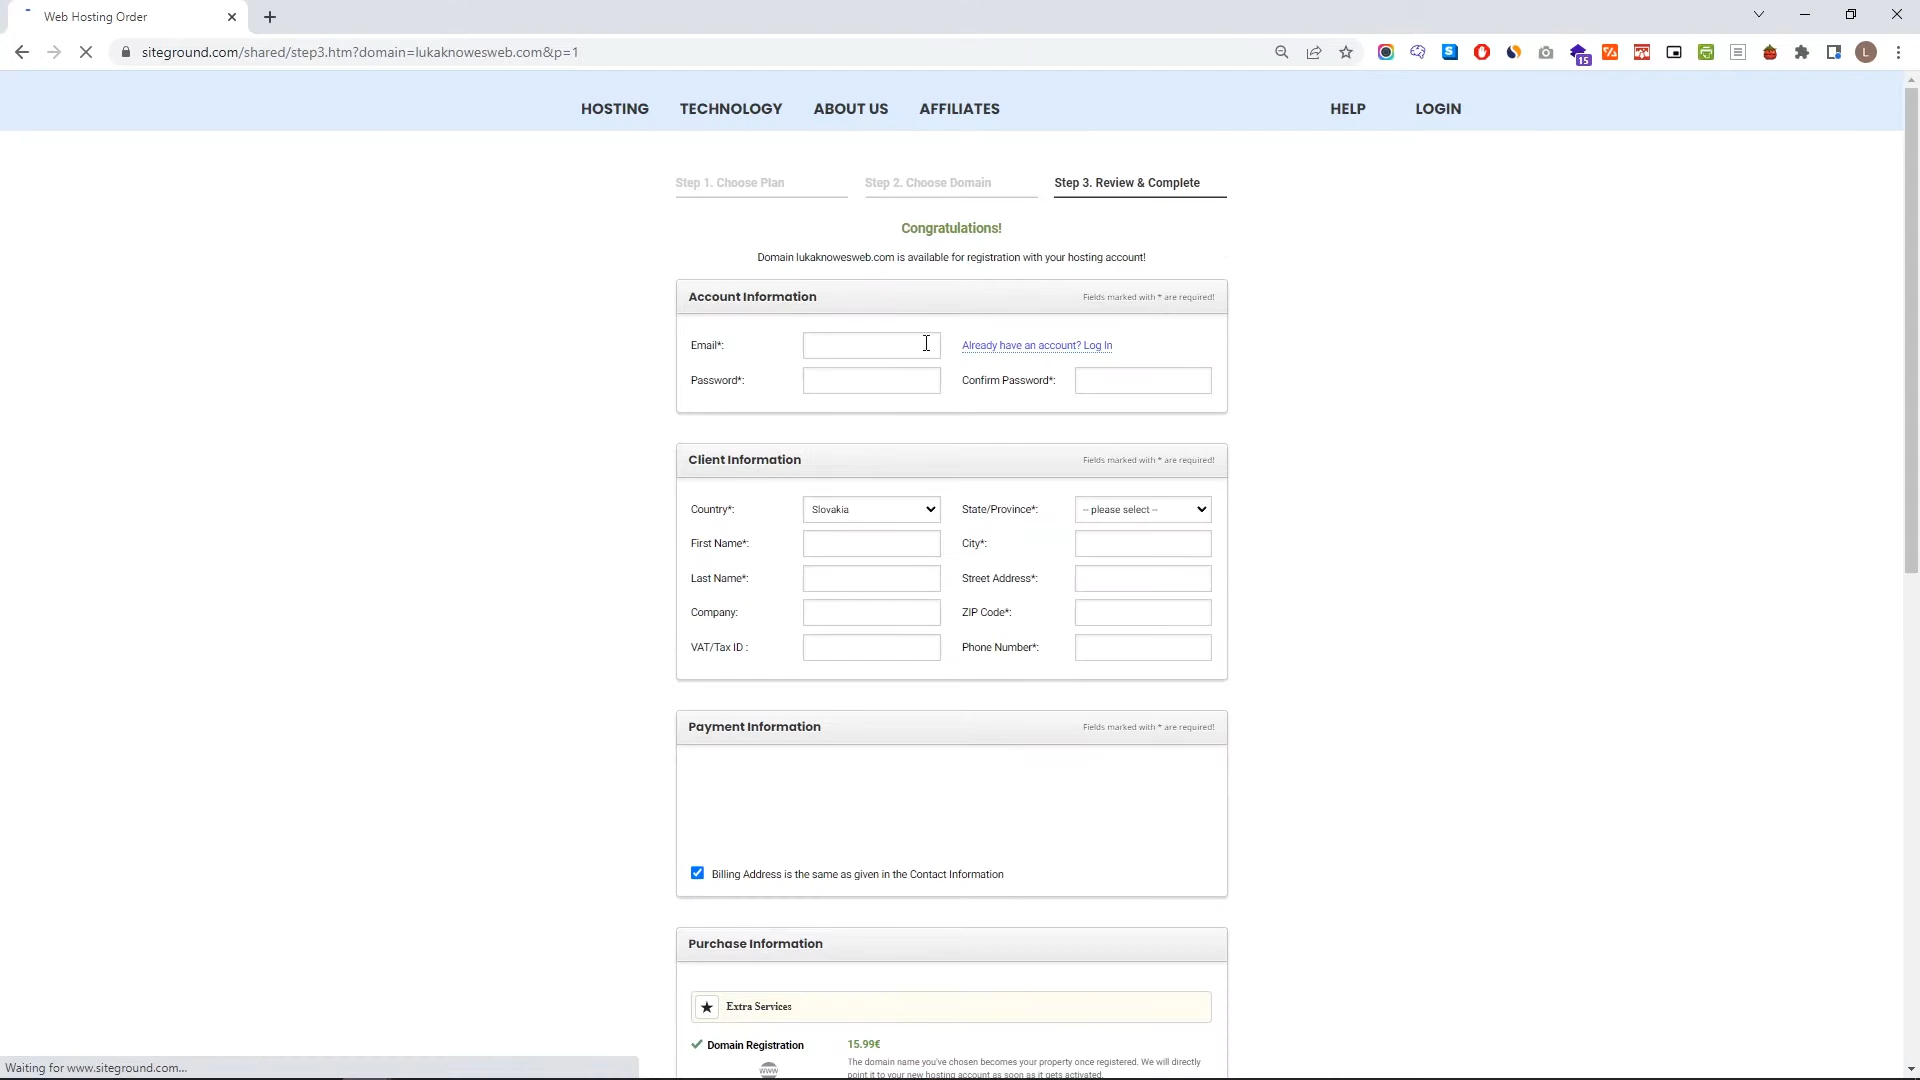 Web Hosting Order
siteground.com/shared/step3.htm?domain=lukaknowesweb.com&p=1
S
15
L
HOSTING TECHNOLOGY ABOUT US AFFILIATES HELP LOGIN
Step 1. Choose Plan Step 2. Choose Domain Step 3. Review & Complete
Congratulations!
Domain lukaknowesweb.com is available for registration with your hosting account!
Account Information Fields marked with * are required!
Email*: Already have an account? Log In
Password*: Confirm Password*:
Client Information Fields marked with * are required!
Country*: Slovakia State/Province*: -- please select --
First Name*: City*:
Last Name*: Street Address*:
Company: ZIP Code*:
VAT/Tax ID : Phone Number*:
Payment Information Fields marked with * are required!
Billing Address is the same as given in the Contact Information
Purchase Information
Extra Services
Domain Registration 15.99€
www
The domain name you've chosen becomes your property once registered. We will directly
point it to your new hosting account as soon as it gets activated.
Waiting for www.siteground.com...